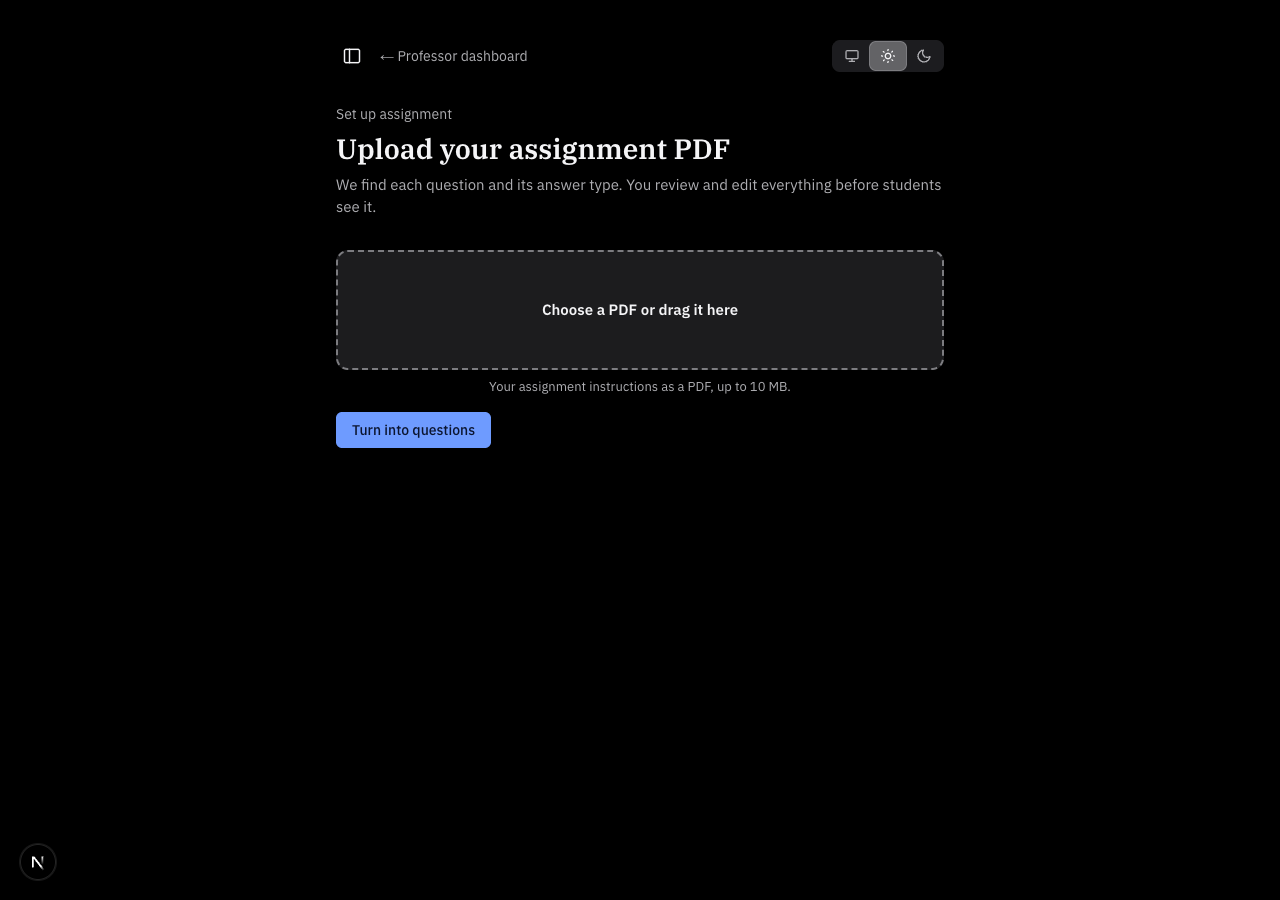 ← Professor dashboard
Set up assignment
Upload your assignment PDF
We find each question and its answer type. You review and edit everything before students
see it.
Choose a PDF or drag it here
Your assignment instructions as a PDF, up to 10 MB.
Turn into questions
N